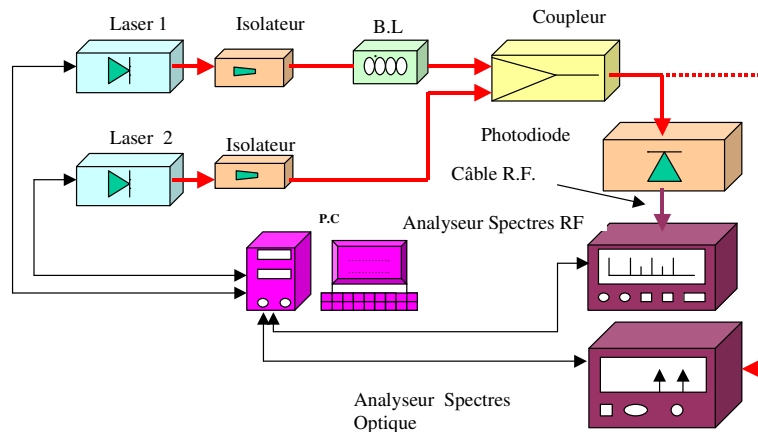 Laser 1
Isolateur
B.L
Coupleur
Laser 2
Isolateur
Photodiode
Câble R.F.
P.C
Analyseur Spectres RF
Analyseur Spectres
Optique